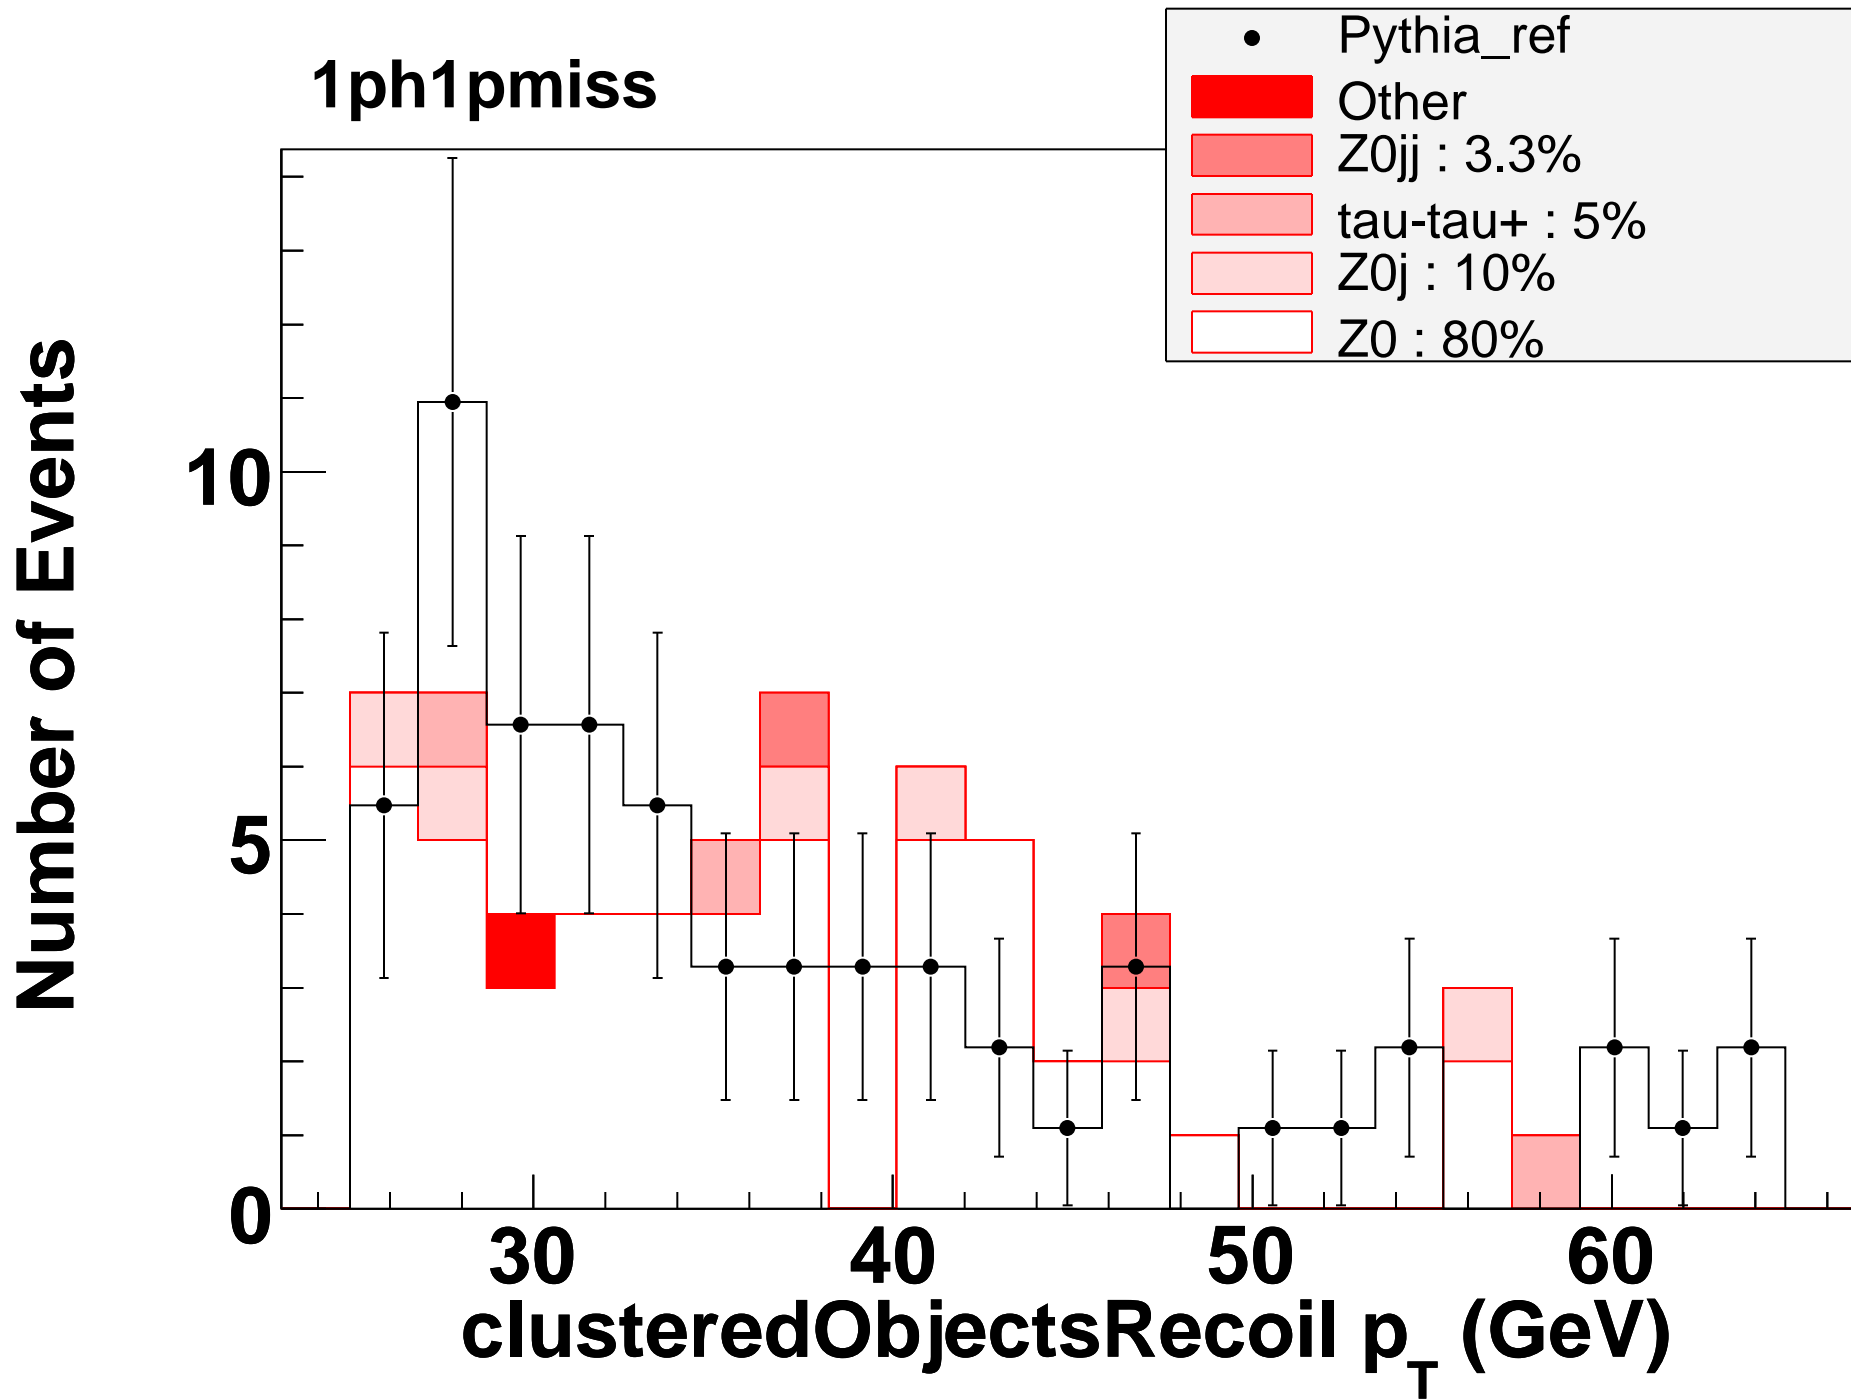 1ph1pmiss
Pythia_ref
Other
Z0jj : 3.3%
tau-tau+ : 5%
Z0j : 10%
Z0 : 80%
Number of Events
10
5
0
30 40 50 60
clusteredObjectsRecoil p_T (GeV)